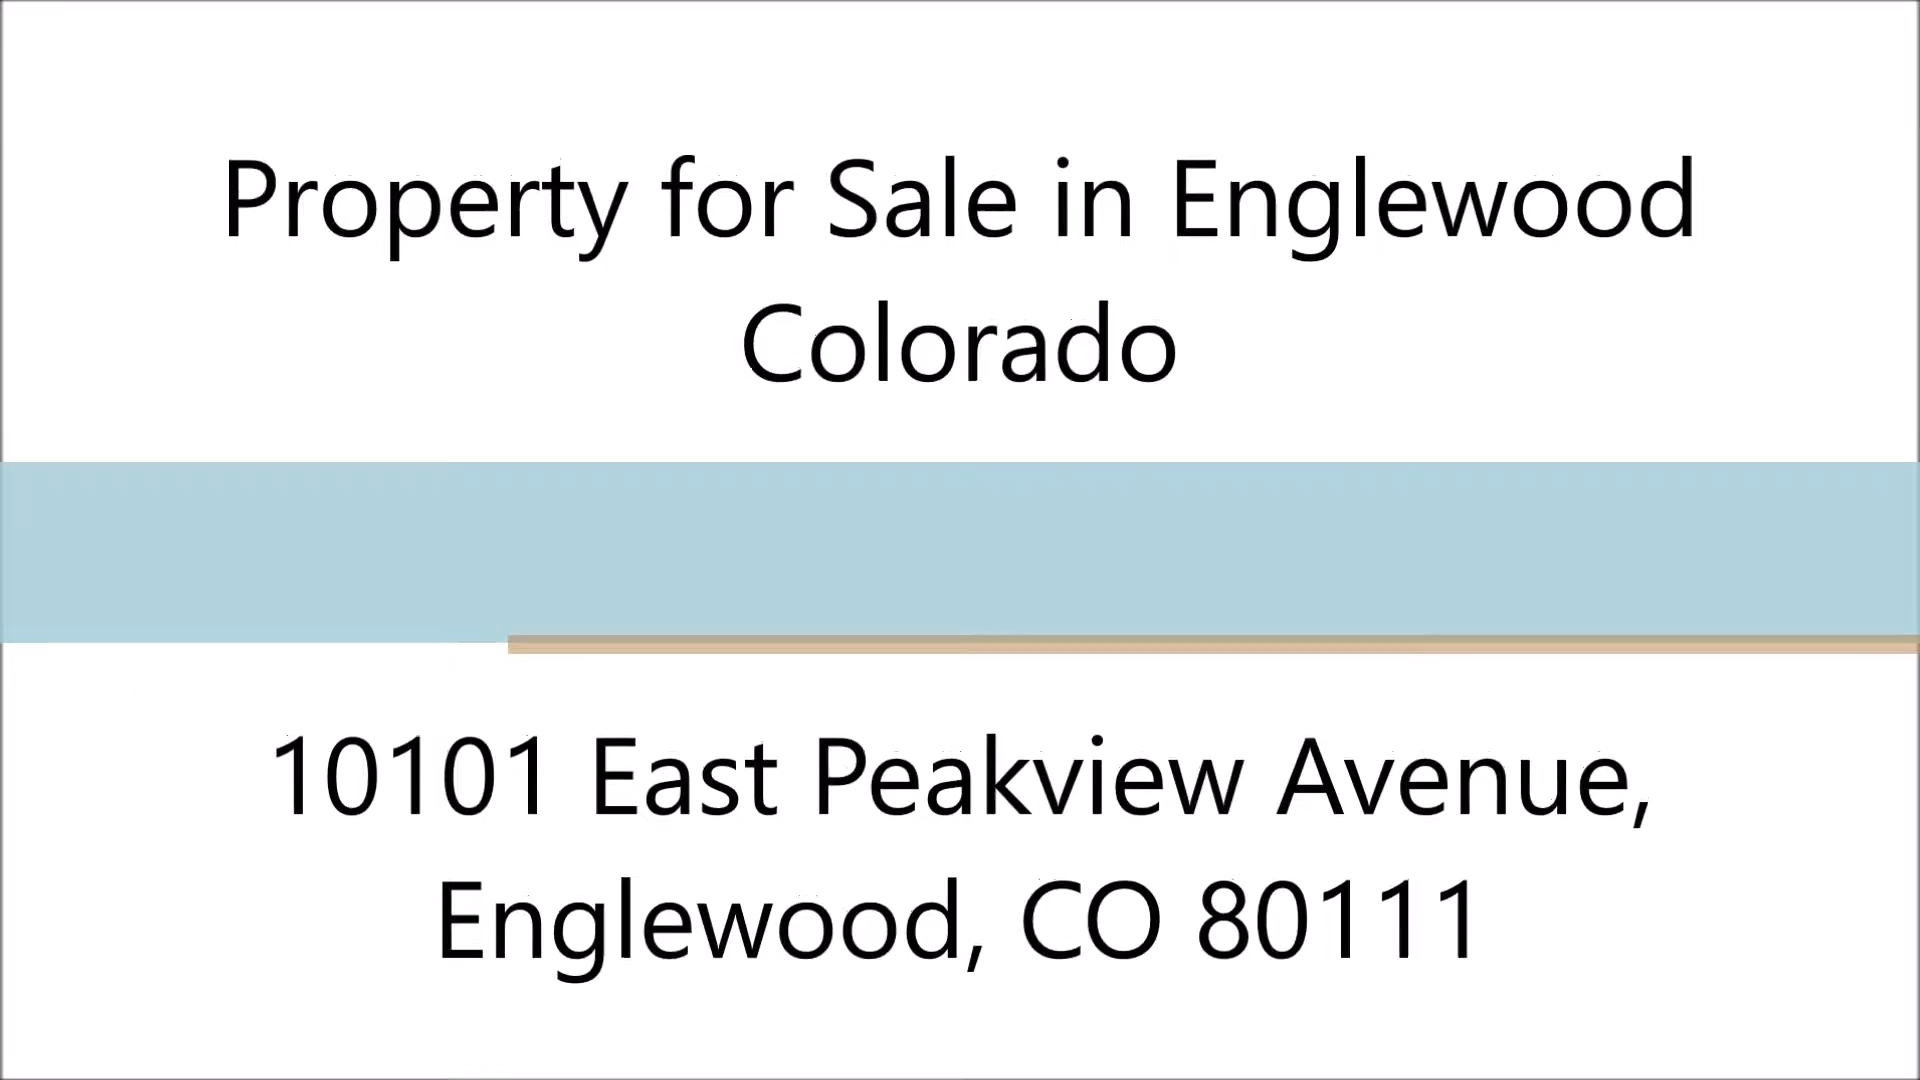 Property for Sale in Englewood
Colorado
10101 East Peakview Avenue,
Englewood, CO 80111